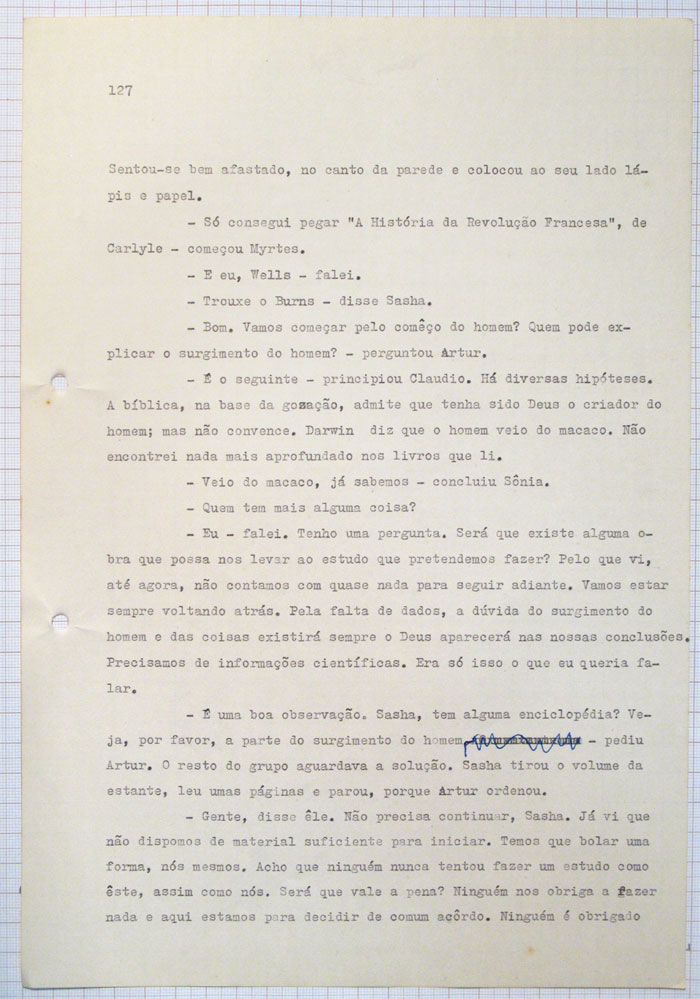 127
Sentou-se bem afastado, no canto da parede e colocou ao seu lado lá-
pis e papel.
- Só consegui pegar "A História da Revolução Francesa", de
Carlyle - começou Myrtes.
- E eu, Wells - falei.
- Trouxe o Burns - disse Sasha.
- Bom. Vamos começar pelo comêço do homem? Quem pode ex-
plicar o surgimento do homem? - perguntou Artur.
- É o seguinte - principiou Claudio. Há diversas hipóteses.
A bíblica, na base da gozação, admite que tenha sido Deus o criador do
homem; mas não convence. Darwin diz que o homem veio do macaco. Não
encontrei nada mais aprofundado nos livros que li.
- Veio do macaco, já sabemos - concluiu Sônia.
- Quem tem mais alguma coisa?
- Eu - falei. Tenho uma pergunta. Será que existe alguma o-
bra que possa nos levar ao estudo que pretendemos fazer? Pelo que vi,
até agora, não contamos com quase nada para seguir adiante. Vamos estar
sempre voltando atrás. Pela falta de dados, a dúvida do surgimento do
homem e das coisas existirá sempre o Deus aparecerá nas nossas conclusões.
Precisamos de informações científicas. Era só isso o que eu queria fa-
lar.
- É uma boa observação. Sasha, tem alguma enciclopédia? Ve-
ja, por favor, a parte do surgimento do homem - pediu
Artur. O resto do grupo aguardava a solução. Sasha tirou o volume da
estante, leu umas páginas e parou, porque Artur ordenou.
- Gente, disse êle. Não precisa continuar, Sasha. Já vi que
não dispomos de material suficiente para iniciar. Temos que bolar uma
forma, nós mesmos. Acho que ninguém nunca tentou fazer um estudo como
êste, assim como nós. Será que vale a pena? Ninguém nos obriga a fazer
nada e aqui estamos para decidir de comum acôrdo. Ninguém é obrigado